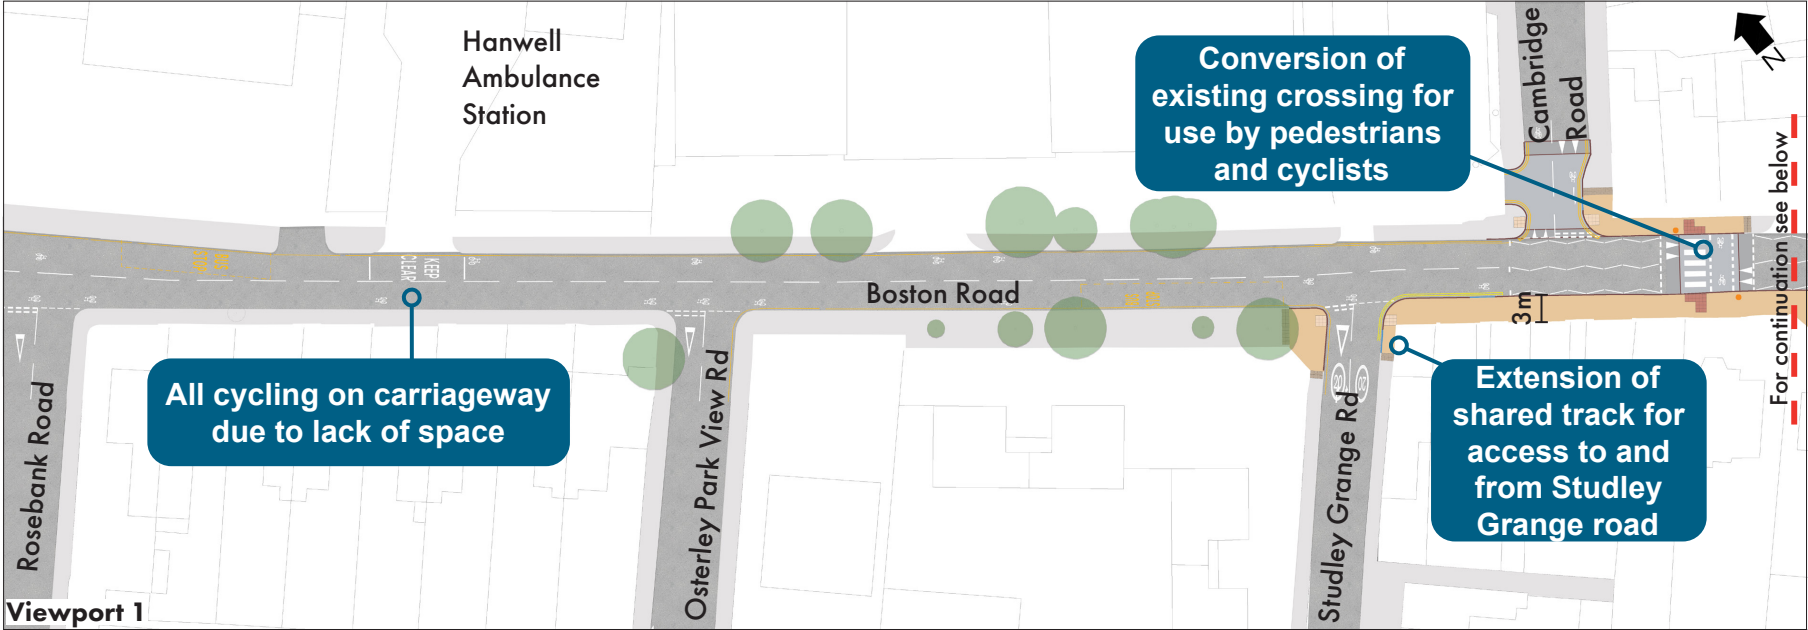 Hanwell
Ambulance
Station
Conversion of
existing crossing for
use by pedestrians
and cyclists
Cambridge
Road
N
For continuation see below
KEEP
CLEAR
Boston Road
3m
All cycling on carriageway
due to lack of space
Extension of
shared track for
access to and
from Studley
Grange road
Rosebank Road
Osterley Park View Rd
Studley Grange Rd
20
20
Viewport 1